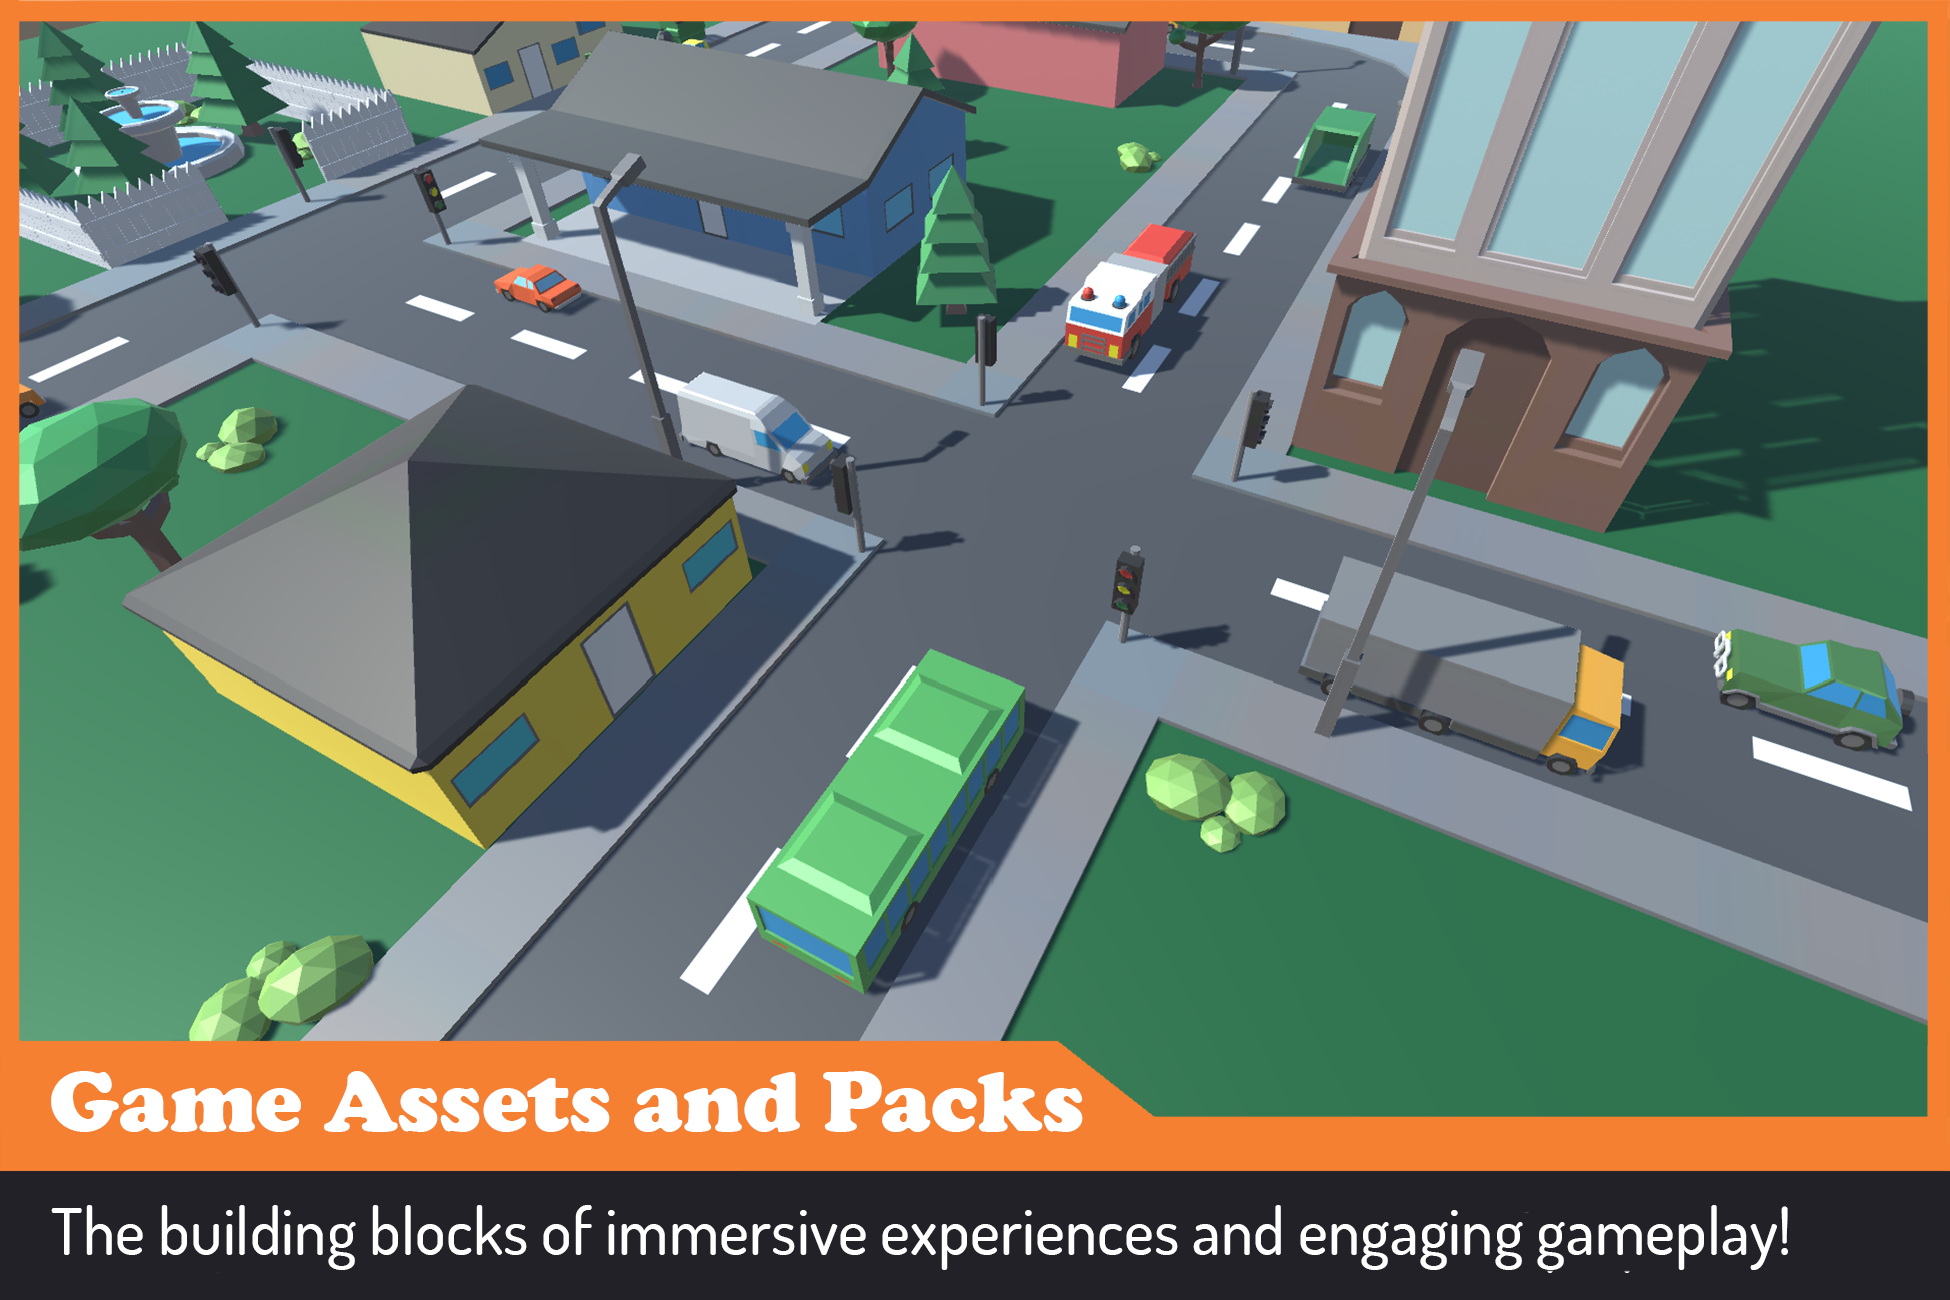 Game Assets and Packs
The building blocks of immersive experiences and engaging gameplay!